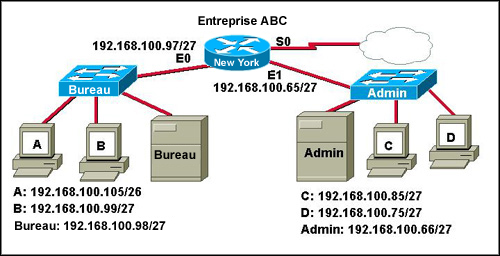 Entreprise ABC
192.168.100.97/27
E0
S0
New York
E1
192.168.100.65/27
Bureau
Admin
A
B
Bureau
Admin
C
D
A: 192.168.100.105/26
B: 192.168.100.99/27
Bureau: 192.168.100.98/27
C: 192.168.100.85/27
D: 192.168.100.75/27
Admin: 192.168.100.66/27